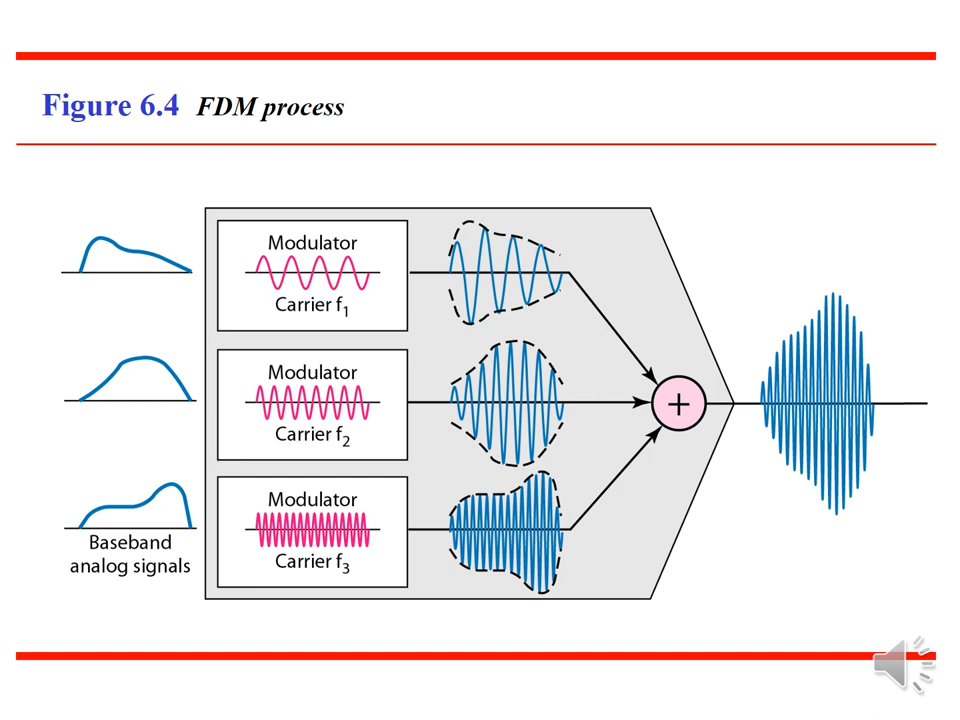 Figure 6.4 FDM process
Modulator
Carrier f₁
Modulator
Carrier f₂
Modulator
Carrier f₃
Baseband
analog signals
+